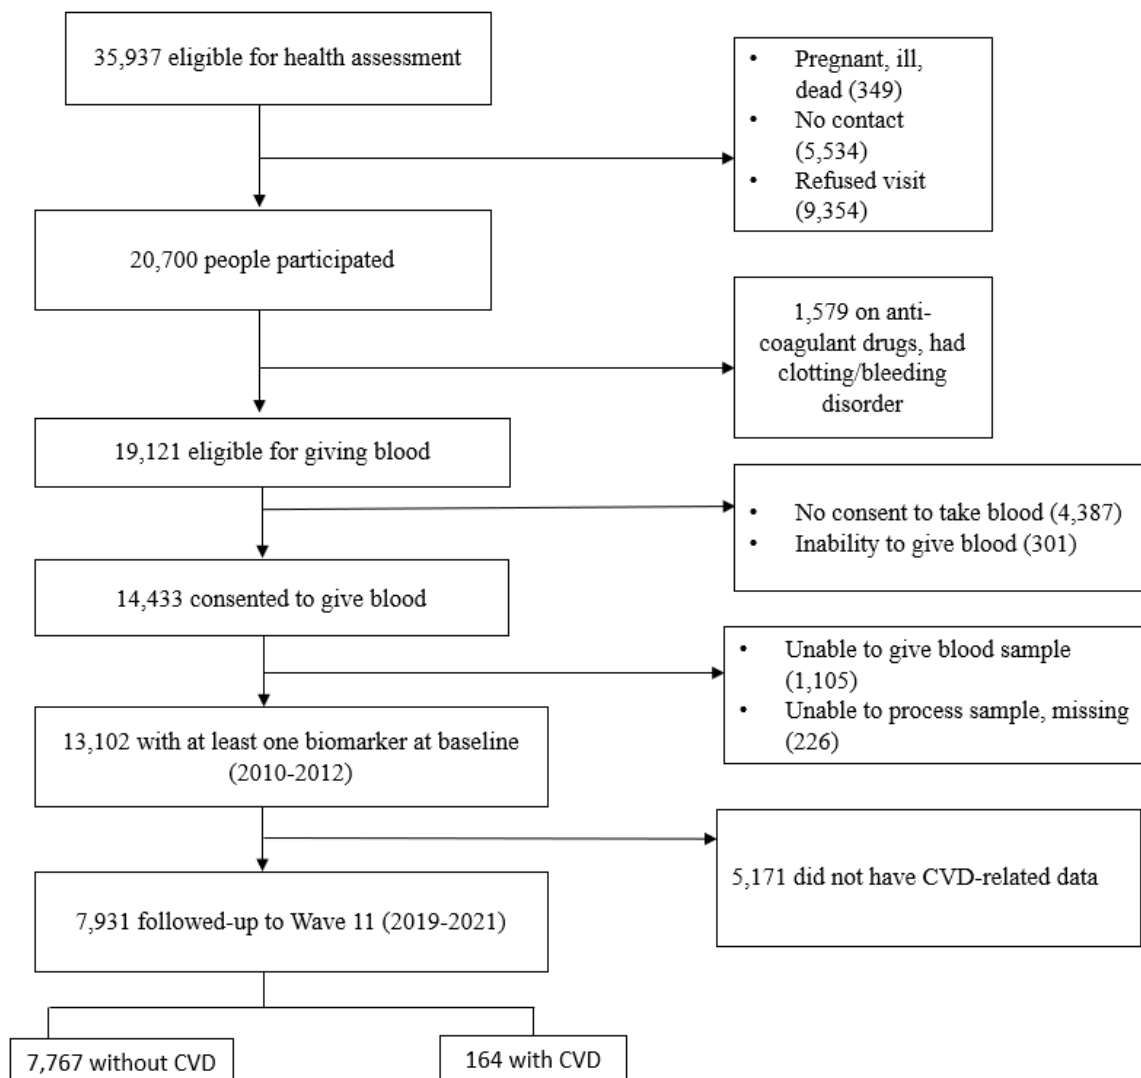 35,937 eligible for health assessment
• Pregnant, ill,
dead (349)
• No contact
(5,534)
• Refused visit
(9,354)
20,700 people participated
1,579 on anti-
coagulant drugs, had
clotting/bleeding
disorder
19,121 eligible for giving blood
• No consent to take blood (4,387)
• Inability to give blood (301)
14,433 consented to give blood
• Unable to give blood sample
(1,105)
• Unable to process sample, missing
(226)
13,102 with at least one biomarker at baseline
(2010-2012)
5,171 did not have CVD-related data
7,931 followed-up to Wave 11 (2019-2021)
7,767 without CVD
164 with CVD